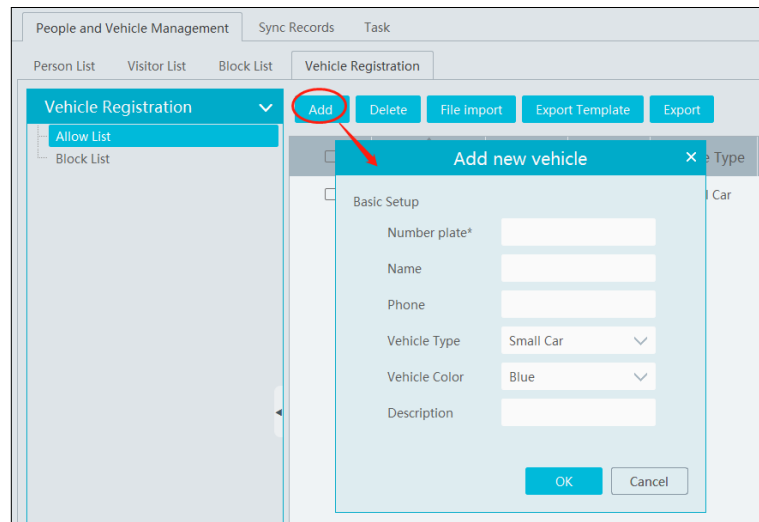 People and Vehicle Management Sync Records Task
Person List Visitor List Block List Vehicle Registration
Vehicle Registration
Allow List
Block List
Add Delete File import Export Template Export
Type
Car
Add new vehicle
Basic Setup
Number plate*
Name
Phone
Vehicle Type Small Car
Vehicle Color Blue
Description
OK Cancel